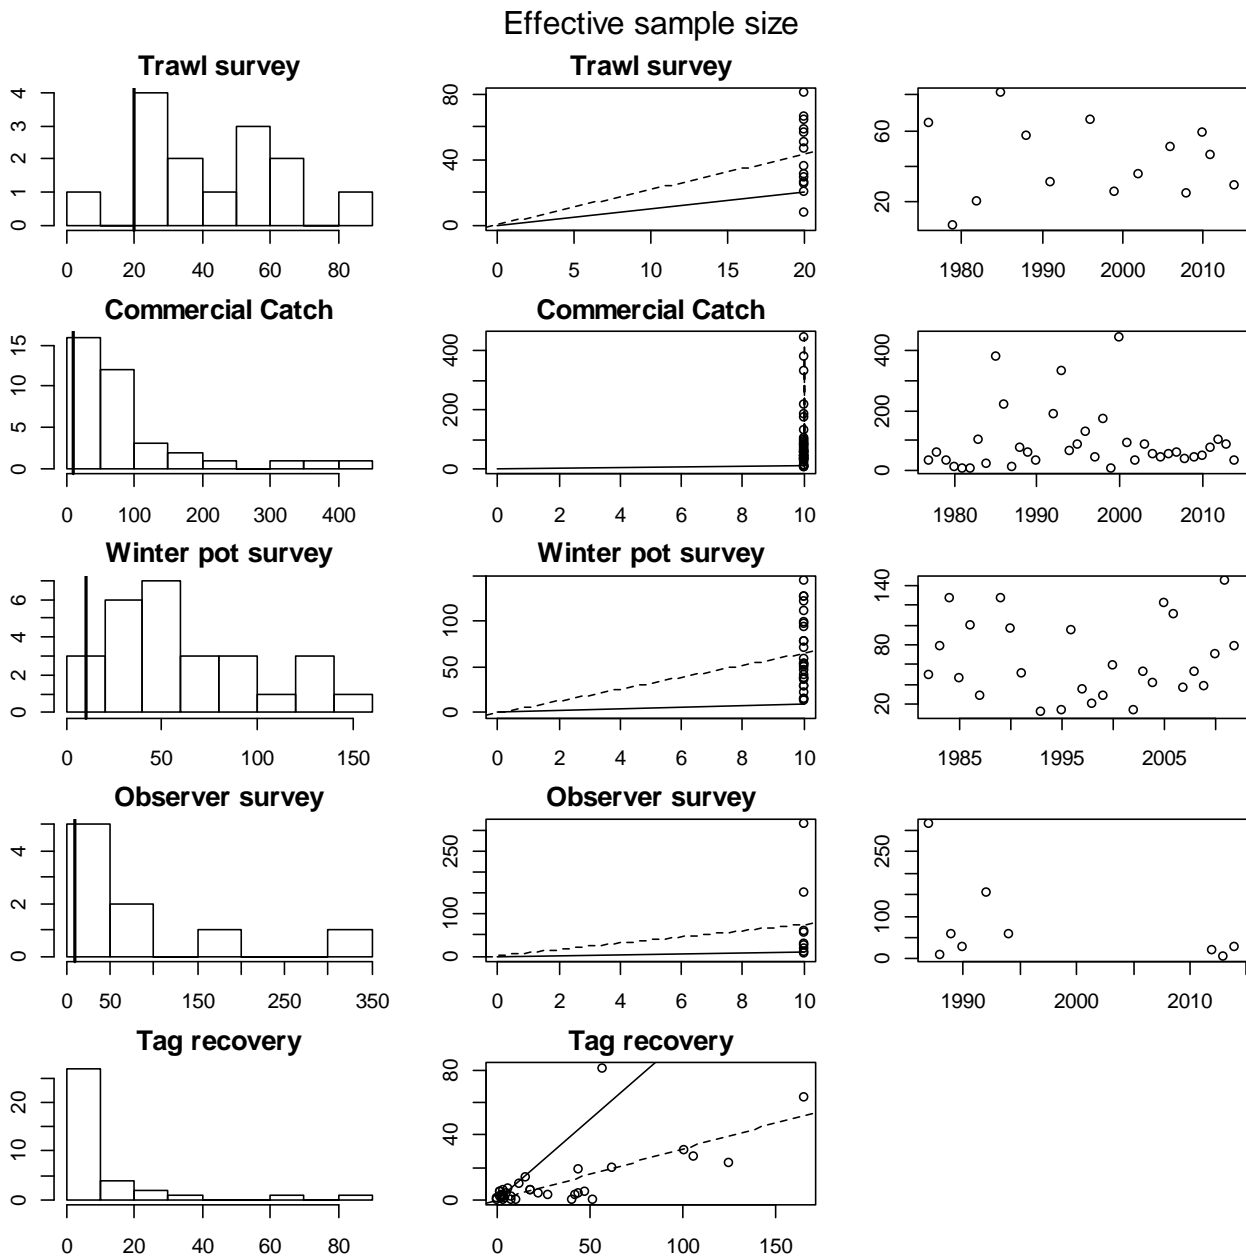 Effective sample size
Trawl survey Trawl survey
4 3 2 1 0
0 20 40 60 80
80 40 0
0 5 10 15 20
60 20
1980 1990 2000 2010
Commercial Catch Commercial Catch
15 10 5 0
0 100 200 300 400
400 200 0
0 2 4 6 8 10
400 200 0
1980 1990 2000 2010
Winter pot survey Winter pot survey
6 4 2 0
0 50 100 150
100 50 0
0 2 4 6 8 10
140 80 20
1985 1995 2005
Observer survey Observer survey
4 2 0
0 50 150 250 350
250 100 0
0 2 4 6 8 10
250 100 0
1990 2000 2010
Tag recovery Tag recovery
20 10 0
0 20 40 60 80
80 40 0
0 50 100 150